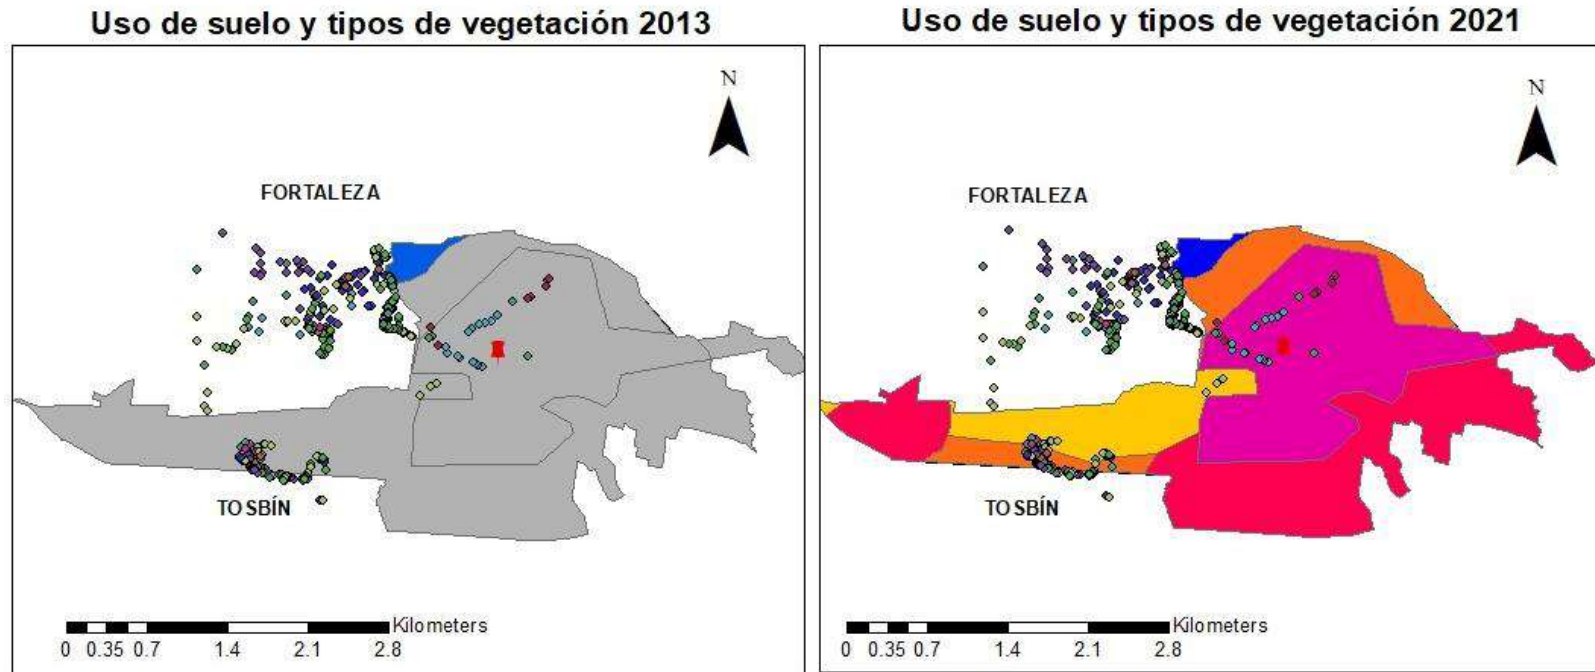 Uso de suelo y tipos de vegetación 2013
N
FORTALEZA
TOSBÍN
Kilometers
0 0.35 0.7 1.4 2.1 2.8
Uso de suelo y tipos de vegetación 2021
N
FORTALEZA
TOSBÍN
Kilometers
0 0.35 0.7 1.4 2.1 2.8